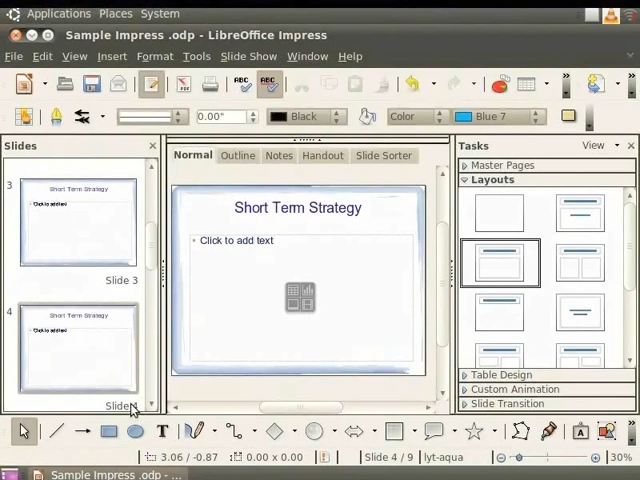 Applications Places System
Sample Impress .odp - LibreOffice Impress
File Edit View Insert Format Tools Slide Show Window Help
ABC ABC
0.00" Black Color Blue 7
Slides
Normal Outline Notes Handout Slide Sorter
Tasks View
Master Pages
Layouts
3
Short Term Strategy
Click to add text
Slide 3
4
Short Term Strategy
Click to add text
Slide 4
Short Term Strategy
Click to add text
Table Design
Custom Animation
Slide Transition
T A
3.06 / -0.87 0.00 x 0.00 Slide 4 / 9 lyt-aqua 30%
Sample Impress .odp - ...